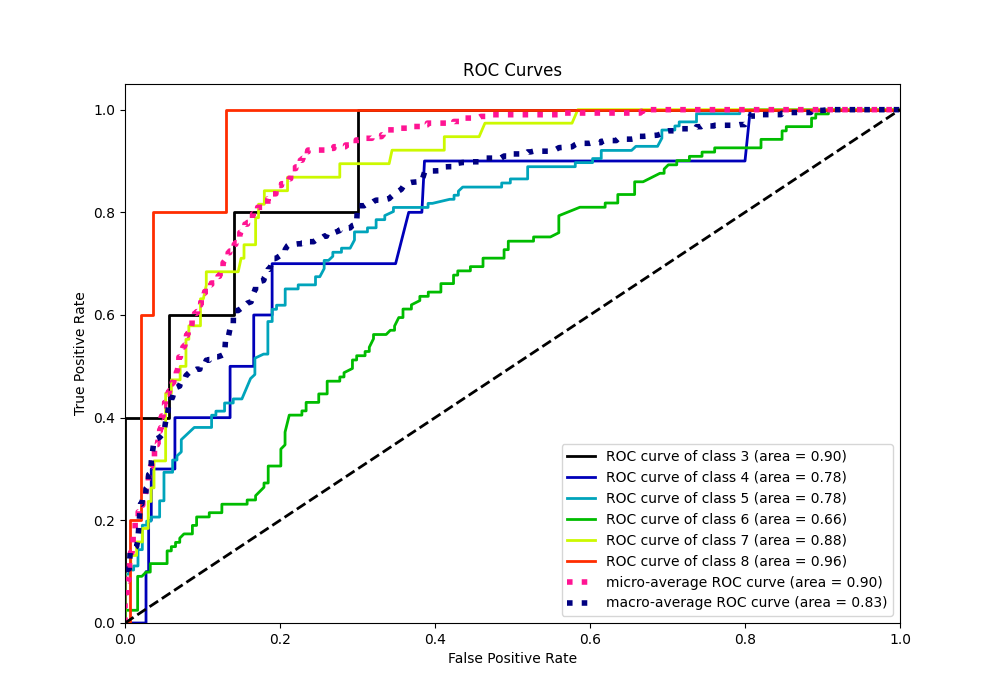 ROC Curves
True Positive Rate
1.0
0.8
0.6
0.4
0.2
0.0
ROC curve of class 3 (area = 0.90)
ROC curve of class 4 (area = 0.78)
ROC curve of class 5 (area = 0.78)
ROC curve of class 6 (area = 0.66)
ROC curve of class 7 (area = 0.88)
ROC curve of class 8 (area = 0.96)
micro-average ROC curve (area = 0.90)
macro-average ROC curve (area = 0.83)
0.0 0.2 0.4 0.6 0.8 1.0
False Positive Rate